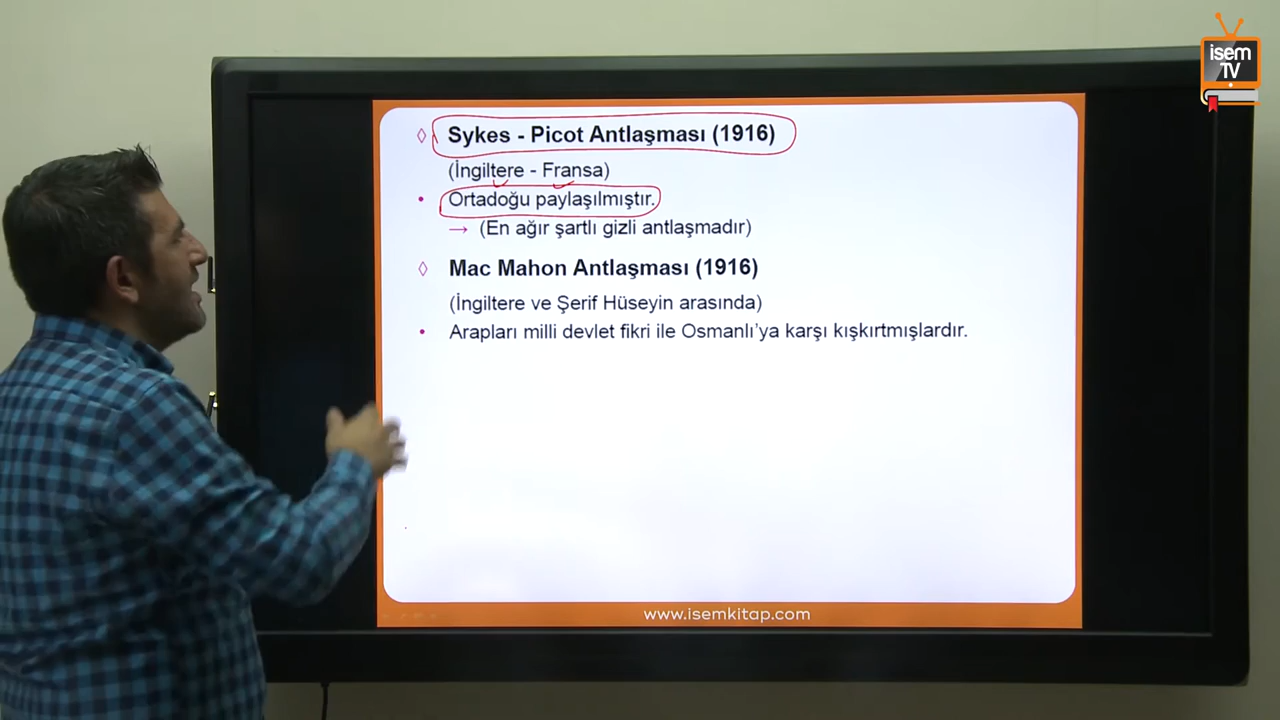 isem
TV
◊ Sykes - Picot Antlaşması (1916)
(İngiltere - Fransa)
• Ortadoğu paylaşılmıştır.
→ (En ağır şartlı gizli antlaşmadır)
◊ Mac Mahon Antlaşması (1916)
(İngiltere ve Şerif Hüseyin arasında)
• Arapları milli devlet fikri ile Osmanlı'ya karşı kışkırtmışlardır.
www.isemkitap.com